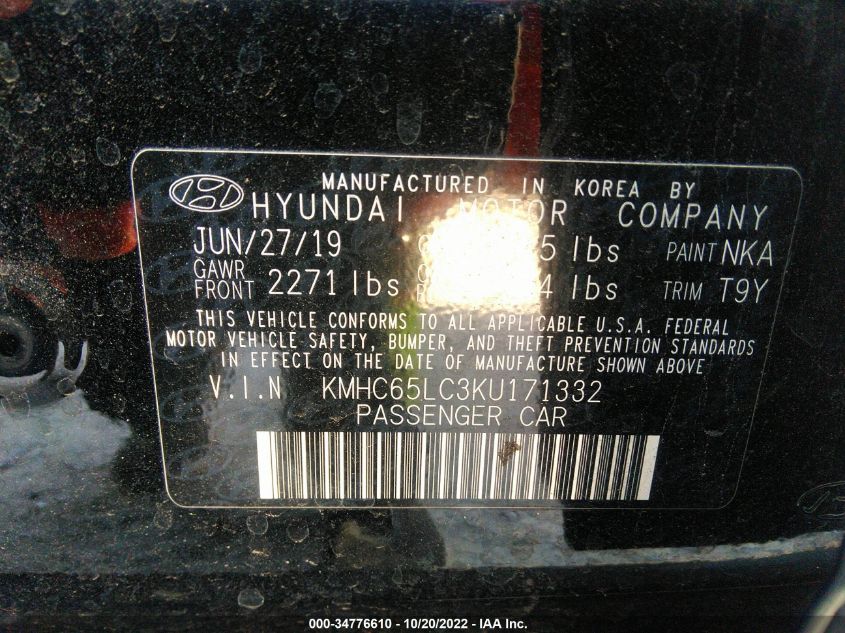 MANUFACTURED IN KOREA BY
HYUNDAI MOTOR COMPANY
JUN/27/19 5 lbs PAINT NKA
GAWR FRONT 2271 lbs 4 lbs TRIM T9Y
THIS VEHICLE CONFORMS TO ALL APPLICABLE U.S.A. FEDERAL
MOTOR VEHICLE SAFETY, BUMPER, AND THEFT PREVENTION STANDARDS
IN EFFECT ON THE DATE OF MANUFACTURE SHOWN ABOVE
V.I.N KMHC65LC3KU171332
PASSENGER CAR
000-34776610 - 10/20/2022 - IAA Inc.